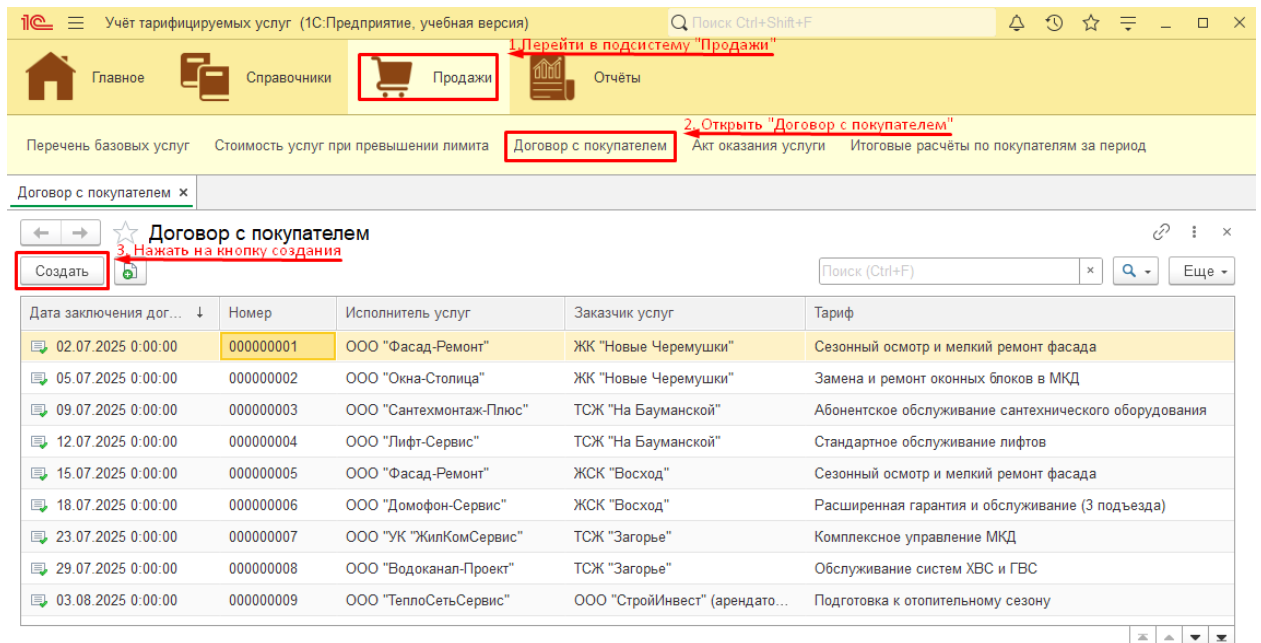 1С Учёт тарифицируемых услуг (1С:Предприятие, учебная версия) Поиск Ctrl+Shift+F
1.Перейти в подсистему "Продажи"
Главное Справочники Продажи Отчёты
2. Открыть "Договор с покупателем"
Перечень базовых услуг Стоимость услуг при превышении лимита Договор с покупателем Акт оказания услуги Итоговые расчёты по покупателям за период
Договор с покупателем ×
Договор с покупателем
3. Нажать на кнопку создания
Создать Поиск (Ctrl+F) × Еще
Дата заключения дог... ↓ Номер Исполнитель услуг Заказчик услуг Тариф
02.07.2025 0:00:00 000000001 ООО "Фасад-Ремонт" ЖК "Новые Черемушки" Сезонный осмотр и мелкий ремонт фасада
05.07.2025 0:00:00 000000002 ООО "Окна-Столица" ЖК "Новые Черемушки" Замена и ремонт оконных блоков в МКД
09.07.2025 0:00:00 000000003 ООО "Сантехмонтаж-Плюс" ТСЖ "На Бауманской" Абонентское обслуживание сантехнического оборудования
12.07.2025 0:00:00 000000004 ООО "Лифт-Сервис" ТСЖ "На Бауманской" Стандартное обслуживание лифтов
15.07.2025 0:00:00 000000005 ООО "Фасад-Ремонт" ЖСК "Восход" Сезонный осмотр и мелкий ремонт фасада
18.07.2025 0:00:00 000000006 ООО "Домофон-Сервис" ЖСК "Восход" Расширенная гарантия и обслуживание (3 подъезда)
23.07.2025 0:00:00 000000007 ООО "УК "ЖилКомСервис" ТСЖ "Загорье" Комплексное управление МКД
29.07.2025 0:00:00 000000008 ООО "Водоканал-Проект" ТСЖ "Загорье" Обслуживание систем ХВС и ГВС
03.08.2025 0:00:00 000000009 ООО "ТеплоСетьСервис" ООО "СтройИнвест" (арендато... Подготовка к отопительному сезону